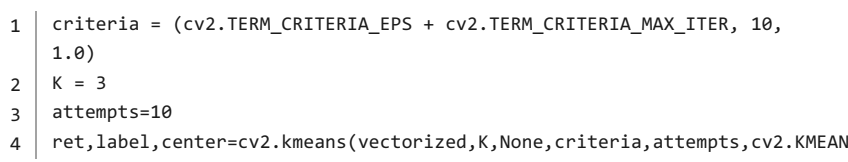 1 criteria = (cv2.TERM_CRITERIA_EPS + cv2.TERM_CRITERIA_MAX_ITER, 10,
1.0)
2 K = 3
3 attempts=10
4 ret,label,center=cv2.kmeans(vectorized,K,None,criteria,attempts,cv2.KMEAN